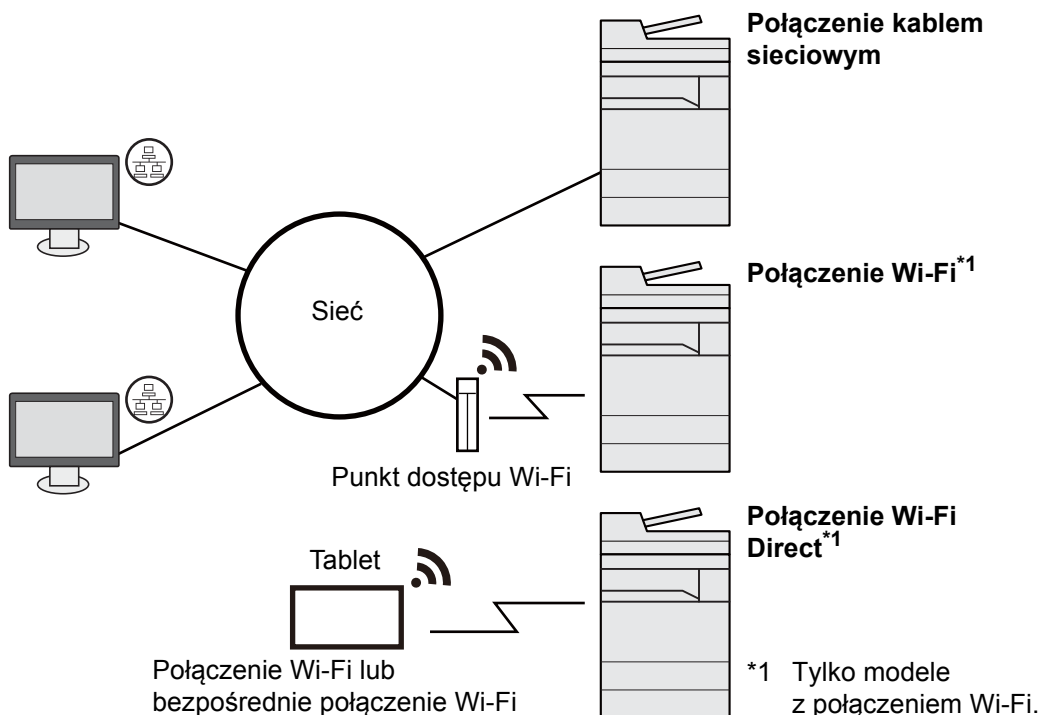 Połączenie kablem
sieciowym
Sieć
Połączenie Wi-Fi*1
Punkt dostępu Wi-Fi
Połączenie Wi-Fi
Direct*1
Tablet
Połączenie Wi-Fi lub
bezpośrednie połączenie Wi-Fi
*1 Tylko modele
z połączeniem Wi-Fi.